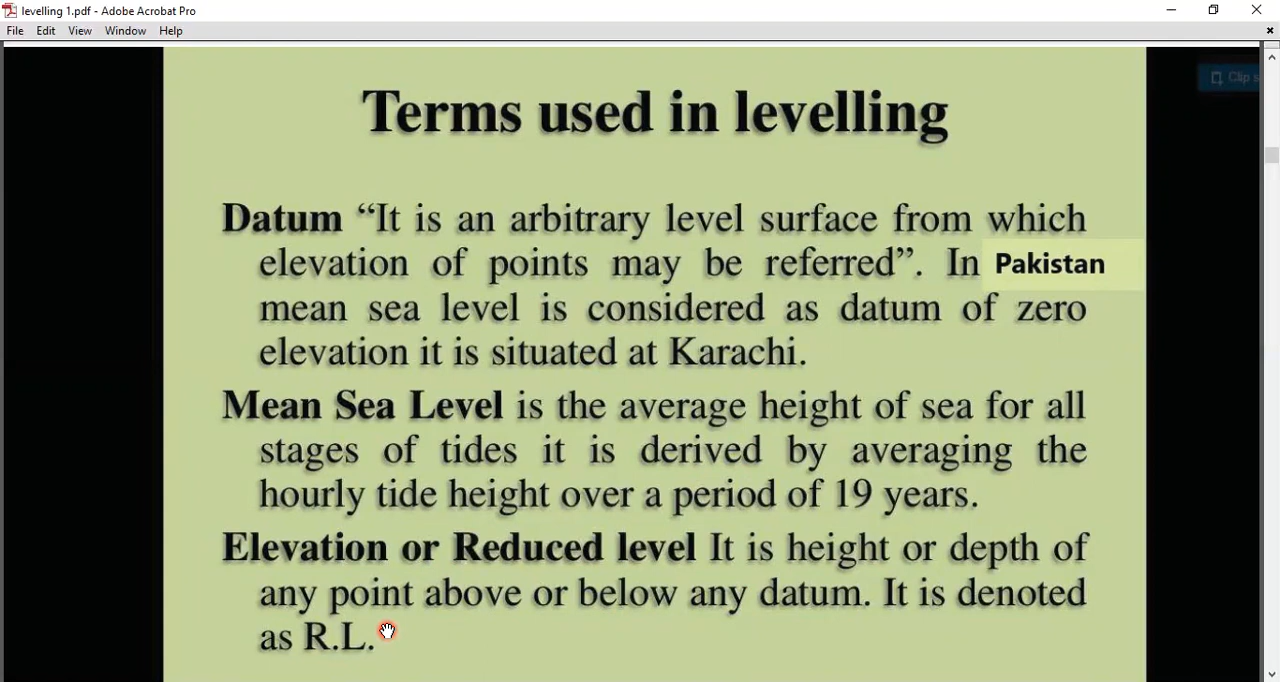 levelling 1.pdf - Adobe Acrobat Pro
File Edit View Window Help
Clip s
Terms used in levelling
Datum “It is an arbitrary level surface from which
elevation of points may be referred”. In Pakistan
mean sea level is considered as datum of zero
elevation it is situated at Karachi.
Mean Sea Level is the average height of sea for all
stages of tides it is derived by averaging the
hourly tide height over a period of 19 years.
Elevation or Reduced level It is height or depth of
any point above or below any datum. It is denoted
as R.L.